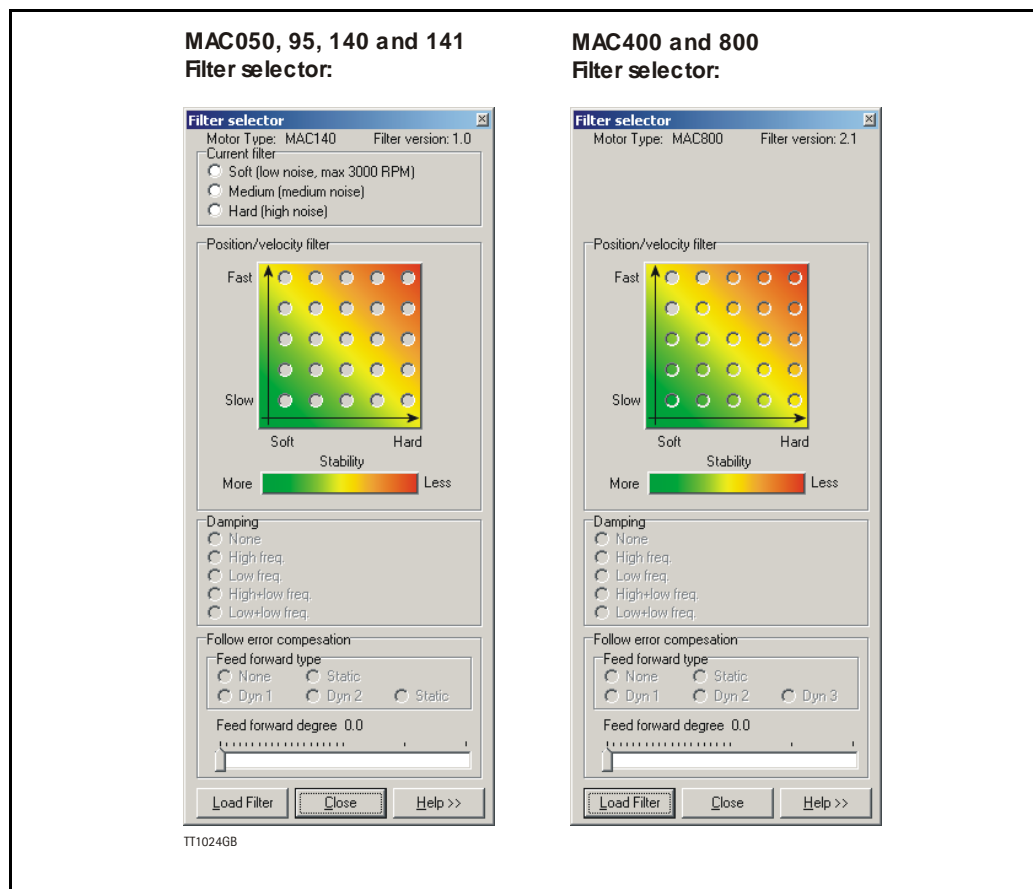 MAC050, 95, 140 and 141
Filter selector:
Filter selector
Motor Type: MAC140 Filter version: 1.0
Current filter
Soft (low noise, max 3000 RPM)
Medium (medium noise)
Hard (high noise)
Position/velocity filter
Fast
Slow
Soft Hard
Stability
More Less
Damping
None
High freq.
Low freq.
High+low freq.
Low+low freq.
Follow error compesation
Feed forward type
None Static
Dyn 1 Dyn 2 Static
Feed forward degree 0.0
Load Filter Close Help >>
TT1024GB
MAC400 and 800
Filter selector:
Filter selector
Motor Type: MAC800 Filter version: 2.1
Position/velocity filter
Fast
Slow
Soft Hard
Stability
More Less
Damping
None
High freq.
Low freq.
High+low freq.
Low+low freq.
Follow error compesation
Feed forward type
None Static
Dyn 1 Dyn 2 Dyn 3
Feed forward degree 0.0
Load Filter Close Help >>